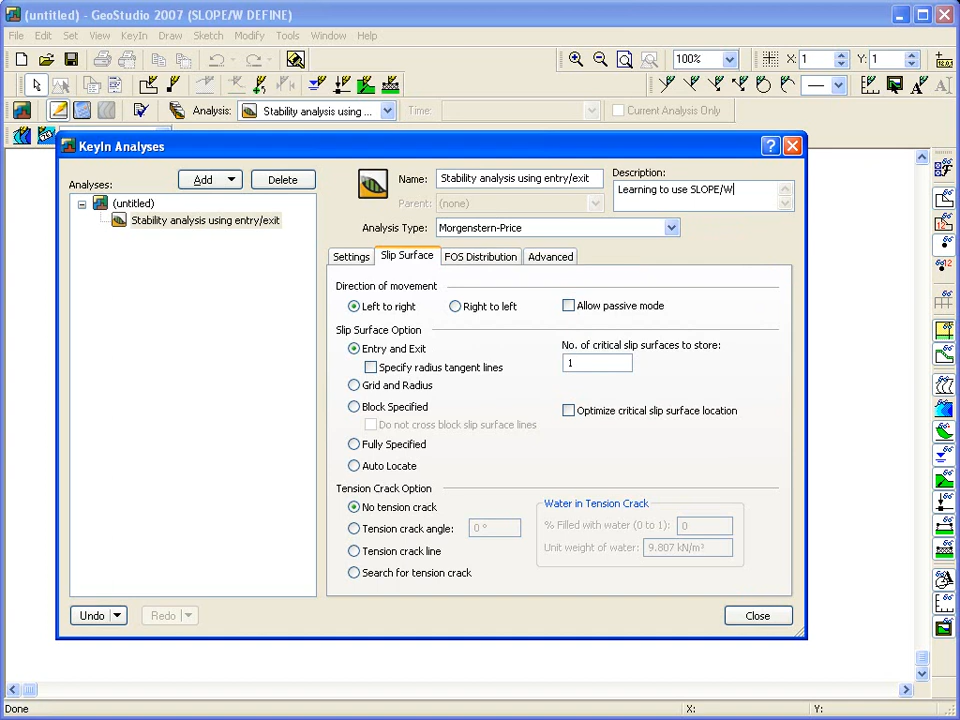 (untitled) - GeoStudio 2007 (SLOPE/W DEFINE)
File Edit Set View KeyIn Draw Sketch Modify Tools Window Help
100% X: 1 Y: 1
Analysis: Stability analysis using ... Time: Current Analysis Only
KeyIn Analyses
Analyses: Add Delete
(untitled)
Stability analysis using entry/exit
Name: Stability analysis using entry/exit
Description:
Learning to use SLOPE/W
Parent: (none)
Analysis Type: Morgenstern-Price
Settings Slip Surface FOS Distribution Advanced
Direction of movement
Left to right Right to left Allow passive mode
Slip Surface Option
Entry and Exit
No. of critical slip surfaces to store:
1
Specify radius tangent lines
Grid and Radius
Block Specified
Optimize critical slip surface location
Do not cross block slip surface lines
Fully Specified
Auto Locate
Tension Crack Option
No tension crack
Tension crack angle: 0 °
Tension crack line
Search for tension crack
Water in Tension Crack
% Filled with water (0 to 1): 0
Unit weight of water: 9.807 kN/m³
Undo Redo Close
Done X: Y: